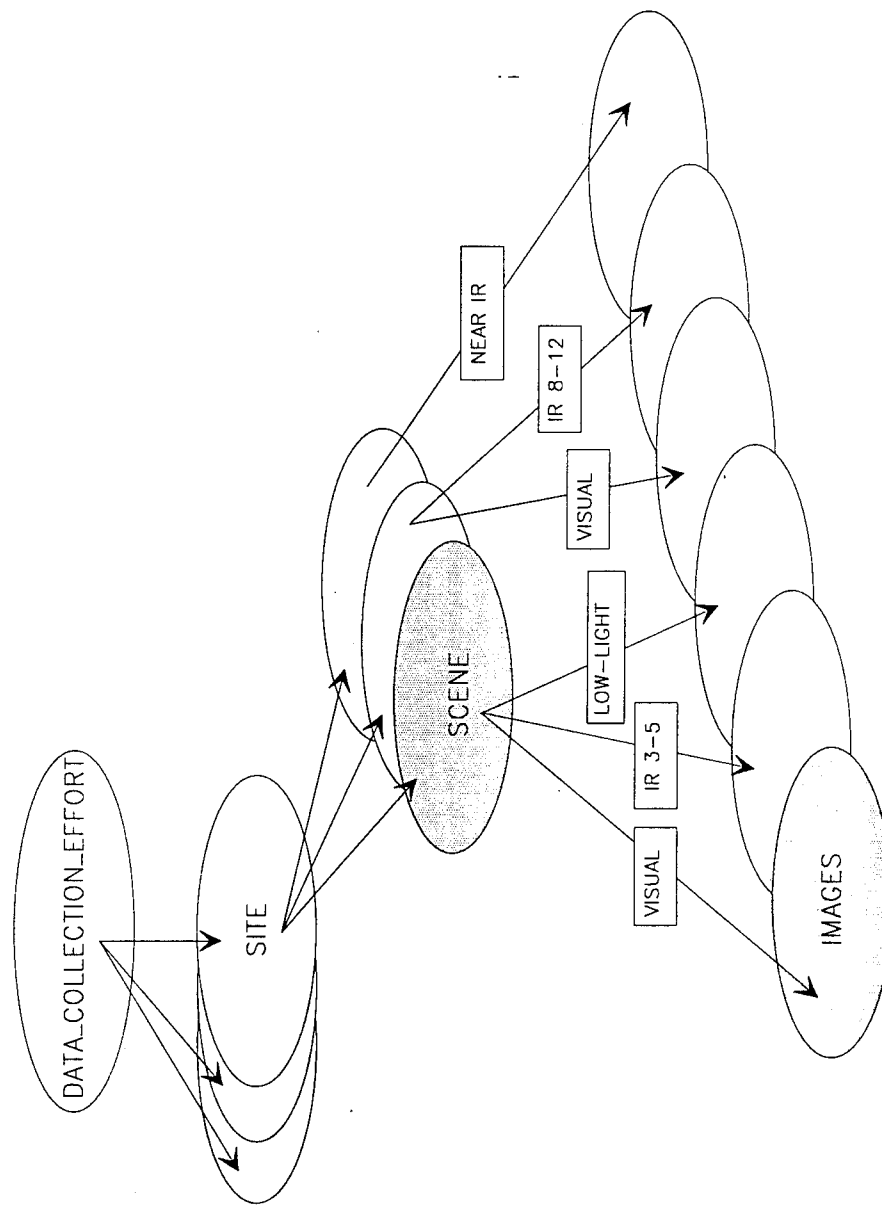 DATA_COLLECTION_EFFORT
SITE
SCENE
NEAR IR
IR 8-12
VISUAL
LOW-LIGHT
IR 3-5
VISUAL
IMAGES